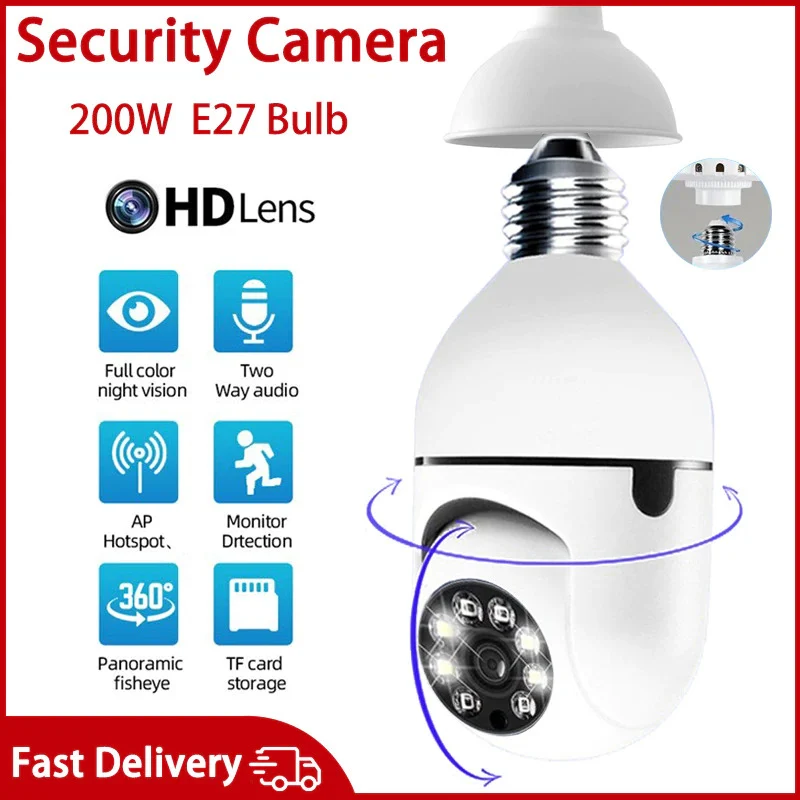 Security Camera
200W E27 Bulb
HD Lens
Full color
night vision
Two
Way audio
AP
Hotspot、
Monitor
Drtection
360°
Panoramic
fisheye
TF card
storage
Fast Delivery